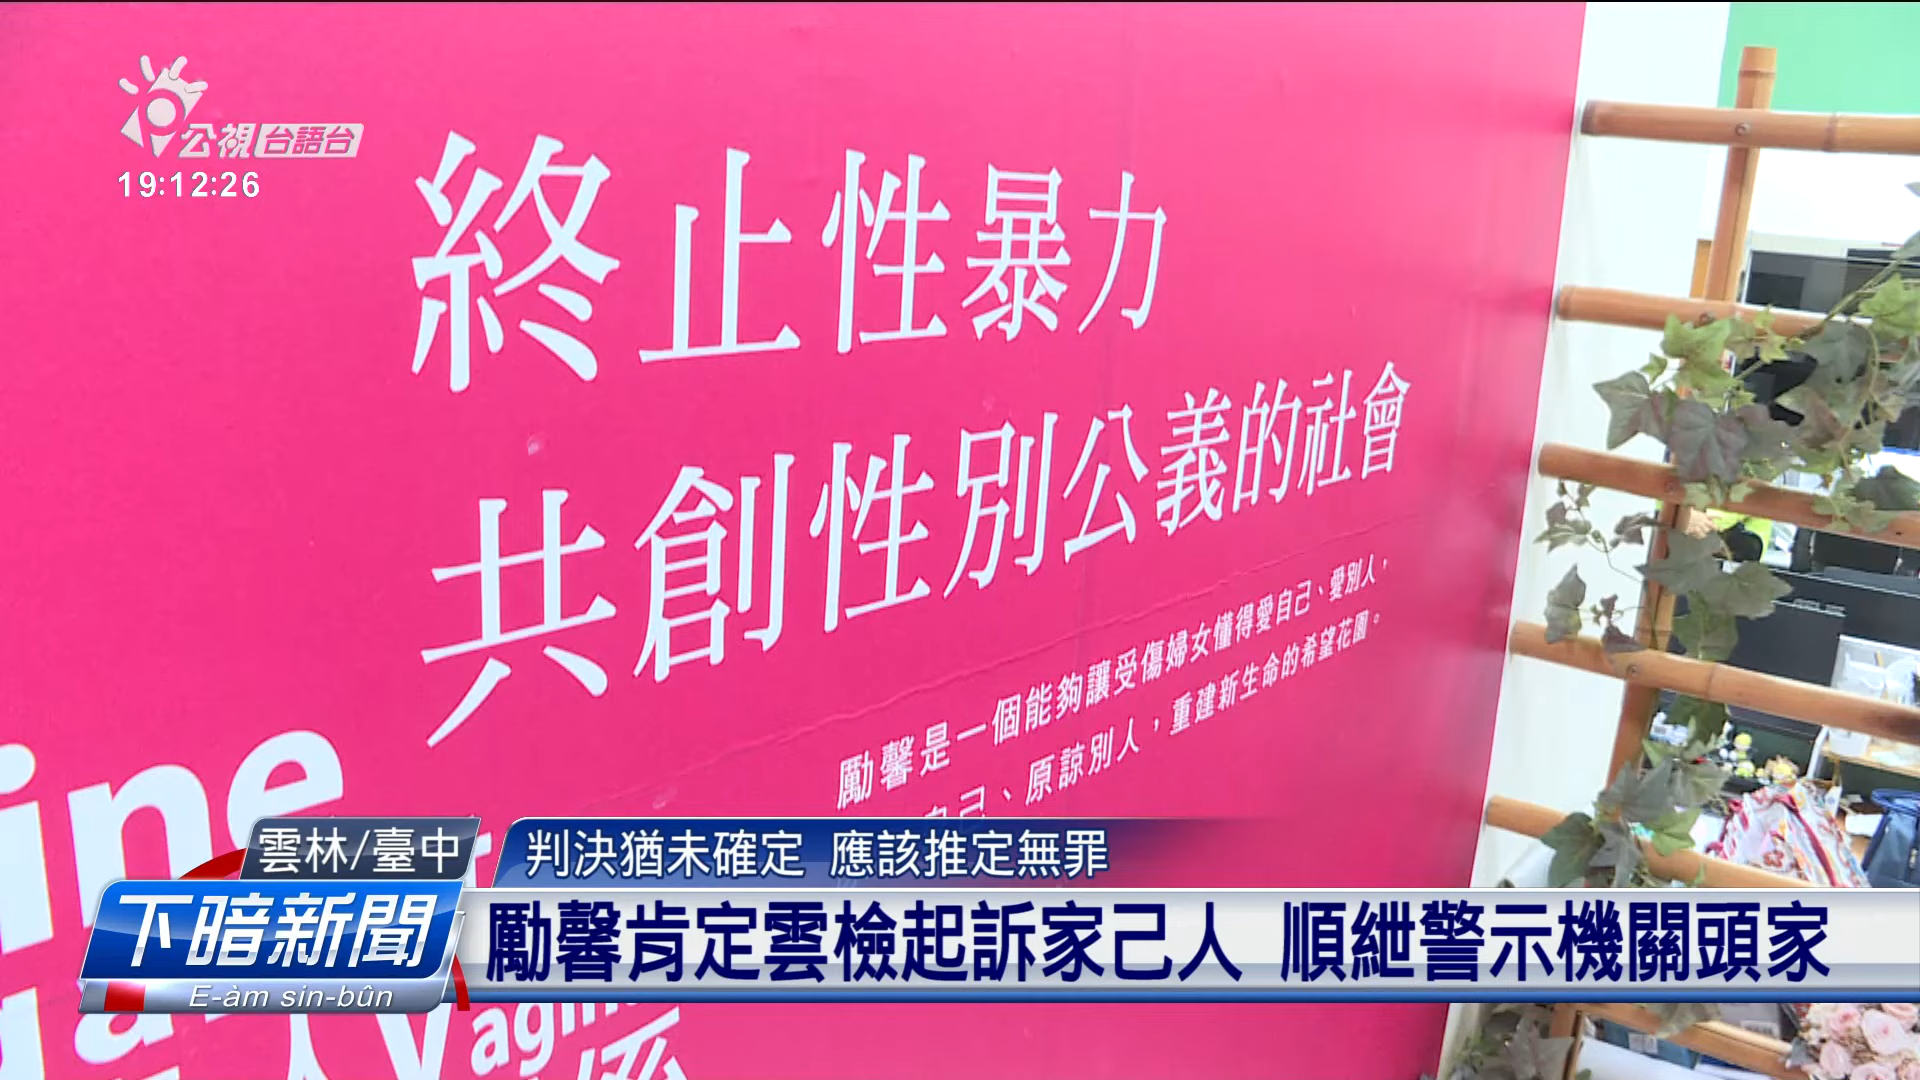 公視台語台
19:12:26
終止性暴力
共創性別公義的社會
勵馨是一個能夠讓受傷婦女懂得愛自己、愛別人，
自己、原諒別人，重建新生命的希望花園。
ine
雲林/臺中
判決猶未確定 應該推定無罪
下暗新聞
勵馨肯定雲檢起訴家己人 順紲警示機關頭家
E-àm sin-bûn